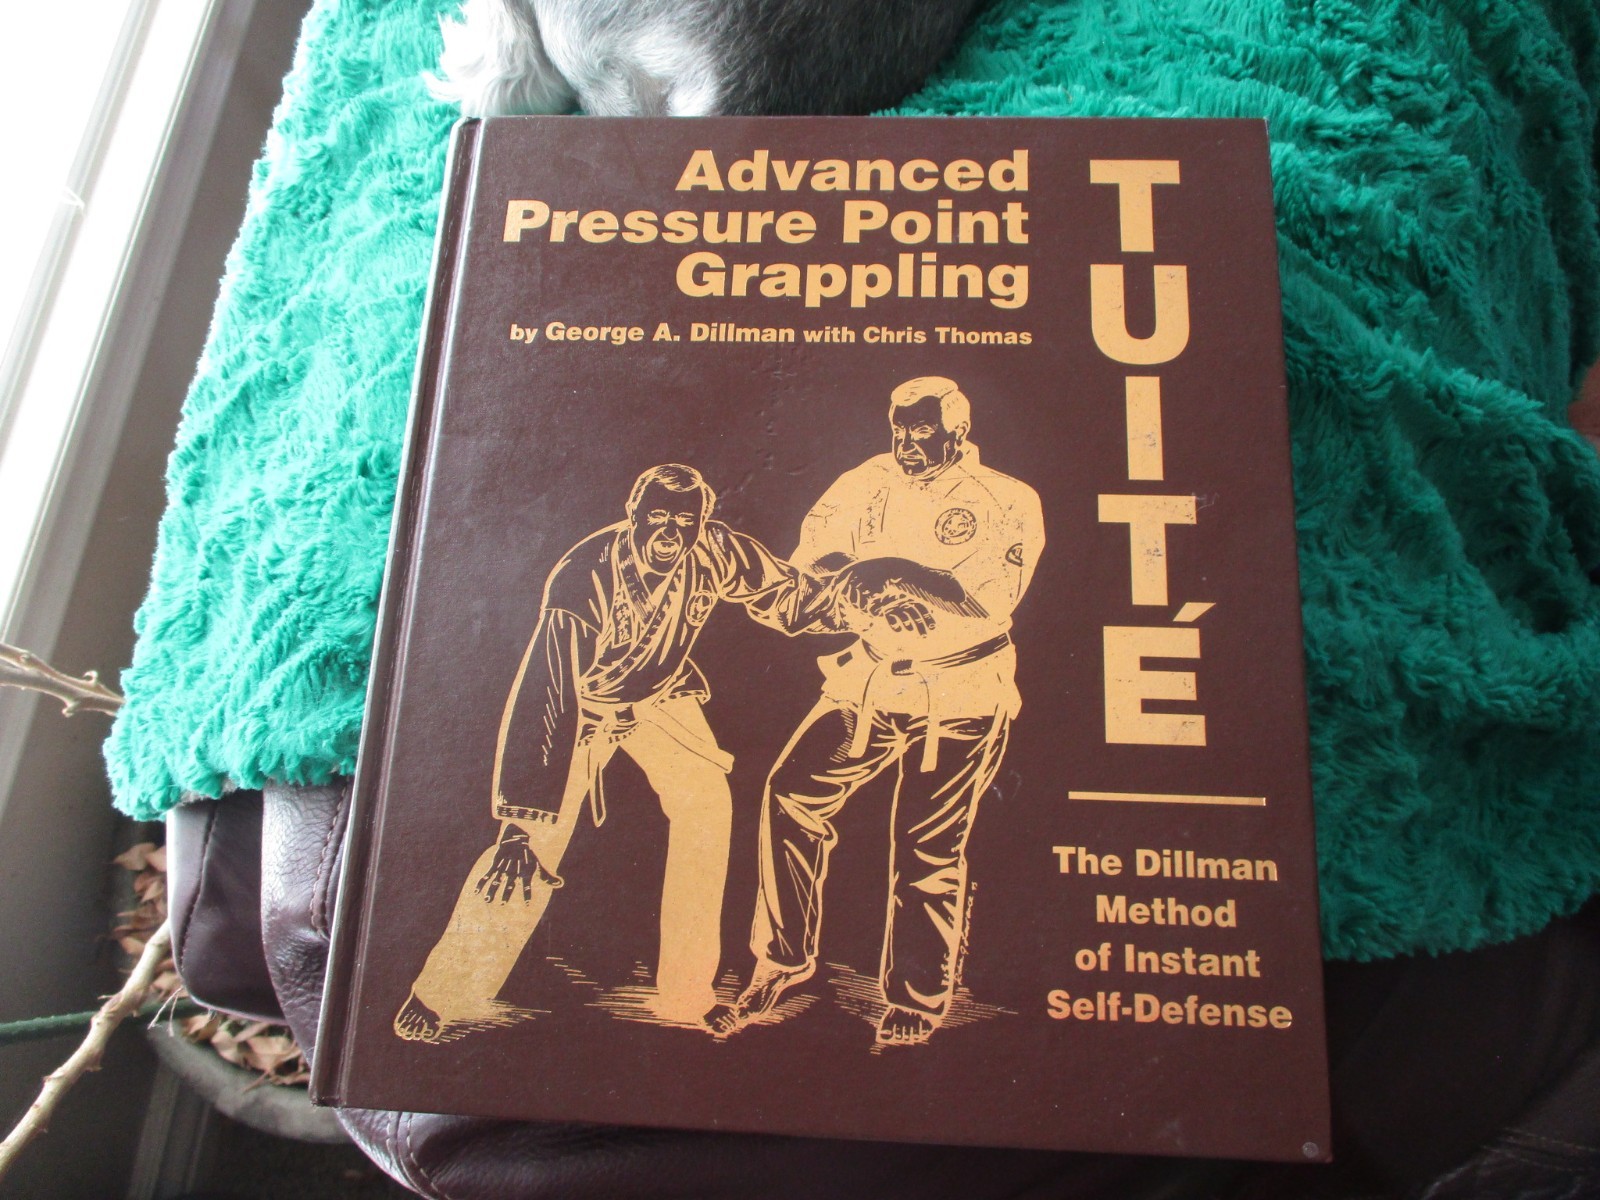 Advanced
Pressure Point
Grappling
by George A. Dillman with Chris Thomas
TUITÉ
The Dillman
Method
of Instant
Self-Defense